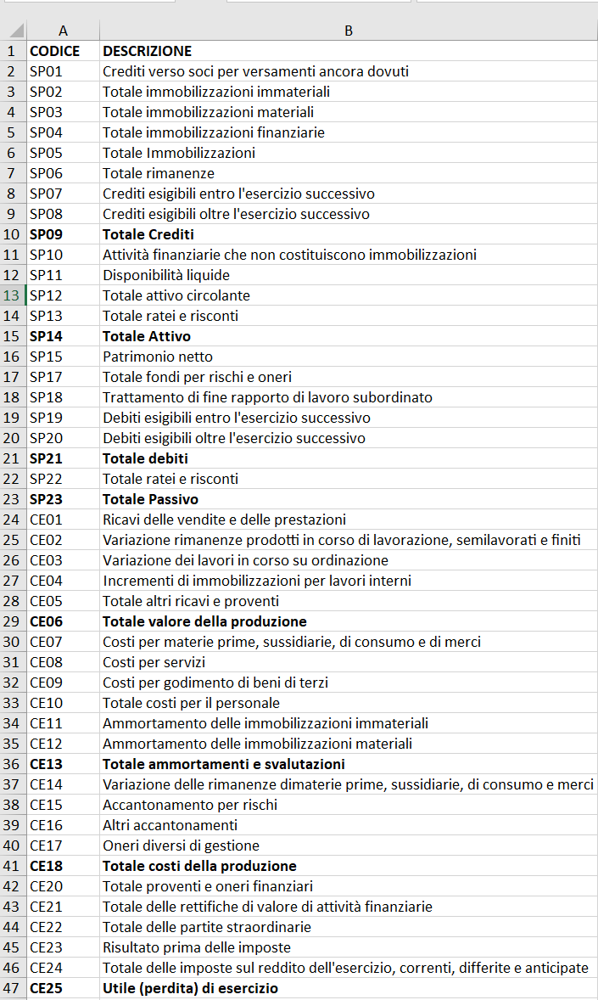 A B
1 CODICE DESCRIZIONE
2 SP01 Crediti verso soci per versamenti ancora dovuti
3 SP02 Totale immobilizzazioni immateriali
4 SP03 Totale immobilizzazioni materiali
5 SP04 Totale immobilizzazioni finanziarie
6 SP05 Totale Immobilizzazioni
7 SP06 Totale rimanenze
8 SP07 Crediti esigibili entro l'esercizio successivo
9 SP08 Crediti esigibili oltre l'esercizio successivo
10 SP09 Totale Crediti
11 SP10 Attività finanziarie che non costituiscono immobilizzazioni
12 SP11 Disponibilità liquide
13 SP12 Totale attivo circolante
14 SP13 Totale ratei e risconti
15 SP14 Totale Attivo
16 SP15 Patrimonio netto
17 SP17 Totale fondi per rischi e oneri
18 SP18 Trattamento di fine rapporto di lavoro subordinato
19 SP19 Debiti esigibili entro l'esercizio successivo
20 SP20 Debiti esigibili oltre l'esercizio successivo
21 SP21 Totale debiti
22 SP22 Totale ratei e risconti
23 SP23 Totale Passivo
24 CE01 Ricavi delle vendite e delle prestazioni
25 CE02 Variazione rimanenze prodotti in corso di lavorazione, semilavorati e finiti
26 CE03 Variazione dei lavori in corso su ordinazione
27 CE04 Incrementi di immobilizzazioni per lavori interni
28 CE05 Totale altri ricavi e proventi
29 CE06 Totale valore della produzione
30 CE07 Costi per materie prime, sussidiarie, di consumo e di merci
31 CE08 Costi per servizi
32 CE09 Costi per godimento di beni di terzi
33 CE10 Totale costi per il personale
34 CE11 Ammortamento delle immobilizzazioni immateriali
35 CE12 Ammortamento delle immobilizzazioni materiali
36 CE13 Totale ammortamenti e svalutazioni
37 CE14 Variazione delle rimanenze dimaterie prime, sussidiarie, di consumo e merci
38 CE15 Accantonamento per rischi
39 CE16 Altri accantonamenti
40 CE17 Oneri diversi di gestione
41 CE18 Totale costi della produzione
42 CE20 Totale proventi e oneri finanziari
43 CE21 Totale delle rettifiche di valore di attività finanziarie
44 CE22 Totale delle partite straordinarie
45 CE23 Risultato prima delle imposte
46 CE24 Totale delle imposte sul reddito dell'esercizio, correnti, differite e anticipate
47 CE25 Utile (perdita) di esercizio